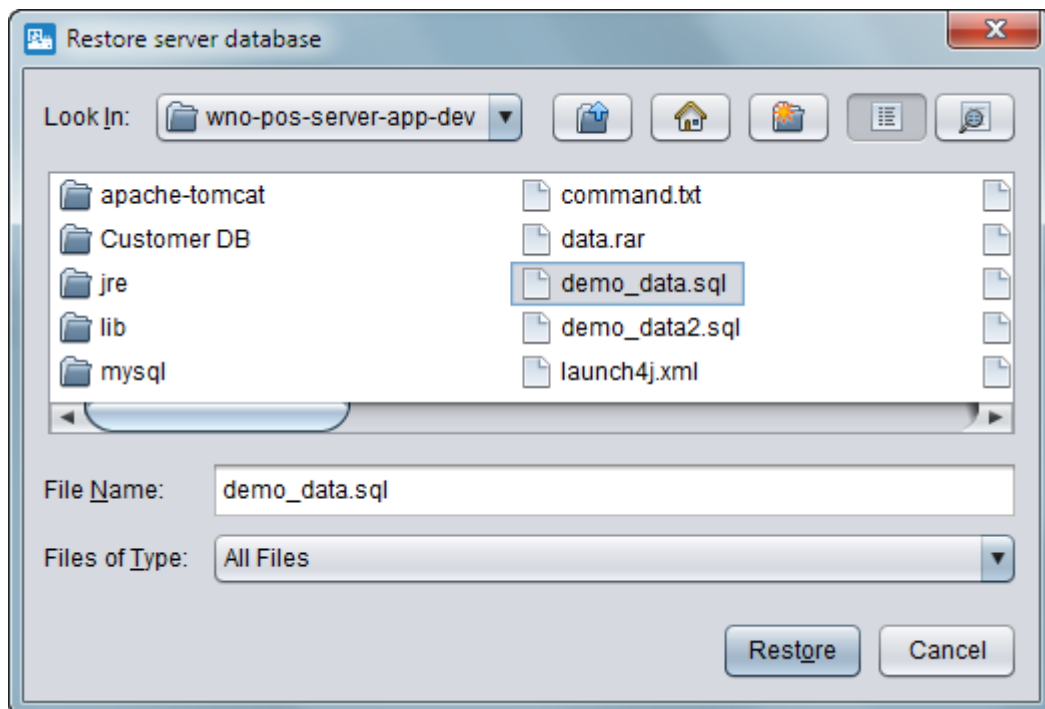 Restore server database
Look In: wno-pos-server-app-dev
apache-tomcat
Customer DB
jre
lib
mysql
command.txt
data.rar
demo_data.sql
demo_data2.sql
launch4j.xml
File Name: demo_data.sql
Files of Type: All Files
Restore Cancel